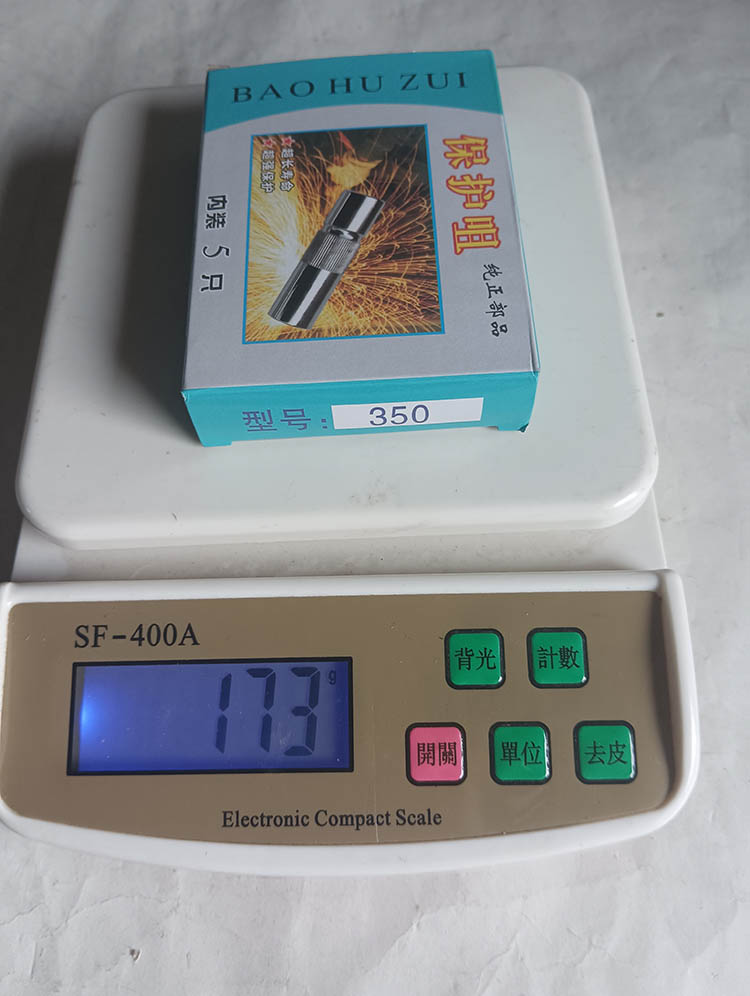 BAO HU ZUI
保护咀
纯正部品
☆超长寿命
☆超强保护
内装 5 只
型号: 350
SF-400A
背光
計數
173 g
開關
單位
去皮
Electronic Compact Scale